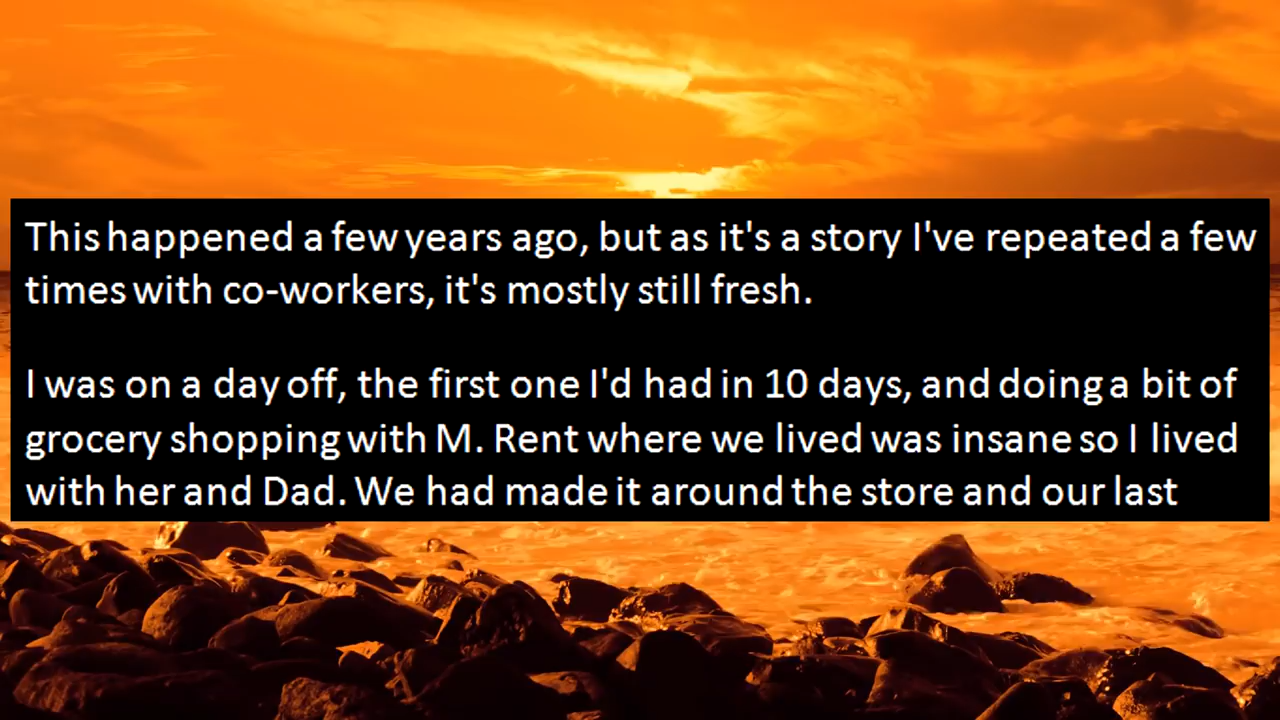 This happened a few years ago, but as it's a story I've repeated a few
times with co-workers, it's mostly still fresh.
I was on a day off, the first one I'd had in 10 days, and doing a bit of
grocery shopping with M. Rent where we lived was insane so I lived
with her and Dad. We had made it around the store and our last